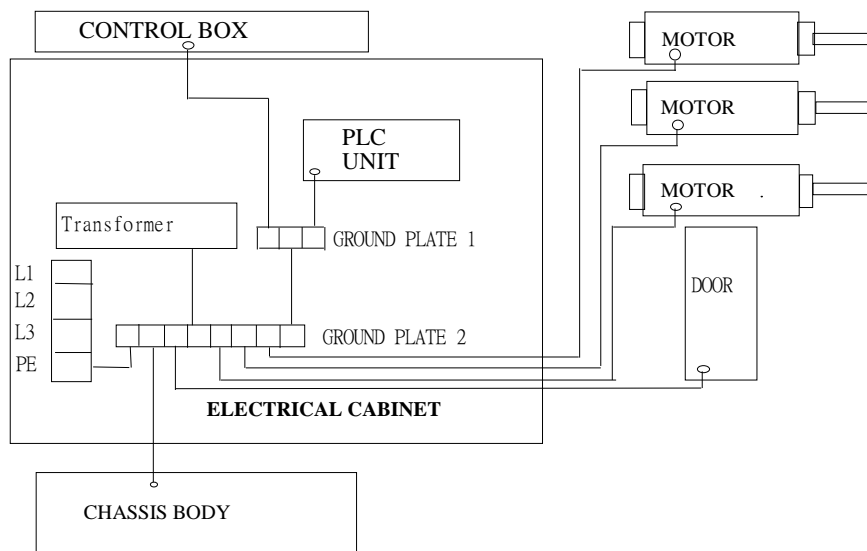 CONTROL BOX
MOTOR
MOTOR
PLC
UNIT
MOTOR
Transformer
GROUND PLATE 1
L1
L2
DOOR
L3
GROUND PLATE 2
PE
ELECTRICAL CABINET
CHASSIS BODY